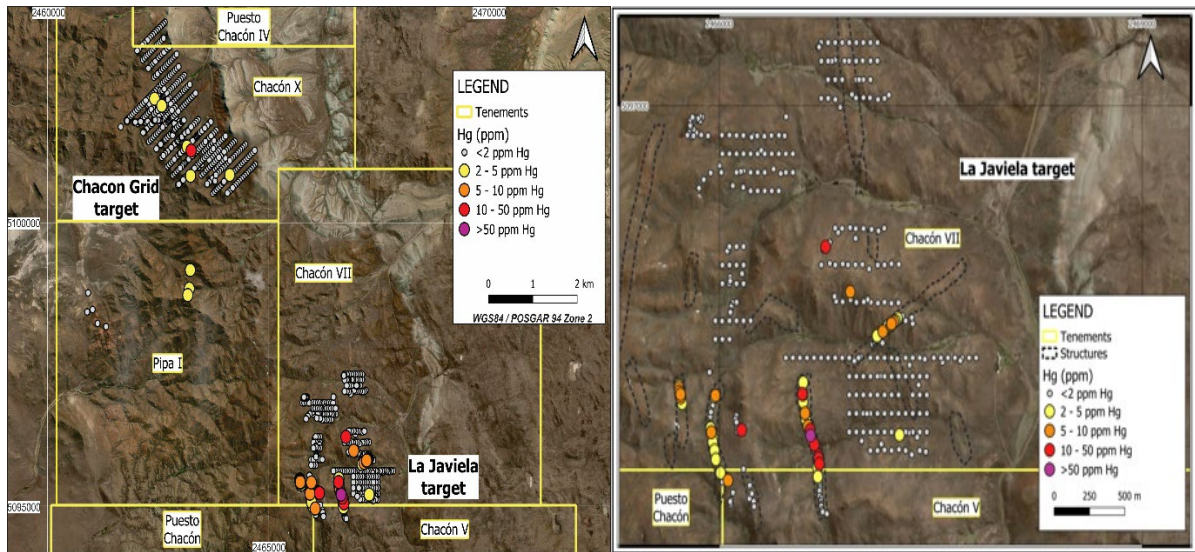 2460000
2470000
Puesto
Chacón IV
Chacón X
LEGEND
Tenements
Hg (ppm)
<2 ppm Hg
2 - 5 ppm Hg
5 - 10 ppm Hg
10 - 50 ppm Hg
>50 ppm Hg
0 1 2 km
WGS84 / POSGAR 94 Zone 2
Chacon Grid
target
5100000
Chacón VII
Pipa I
La Javiela
target
5095000
Puesto
Chacón
2465000
Chacón V
2466000
2469000
5097000
La Javiela target
Chacón VII
LEGEND
Tenements
Structures
Hg (ppm)
<2 ppm Hg
2 - 5 ppm Hg
5 - 10 ppm Hg
10 - 50 ppm Hg
>50 ppm Hg
0 250 500 m
Puesto
Chacón
Chacón V